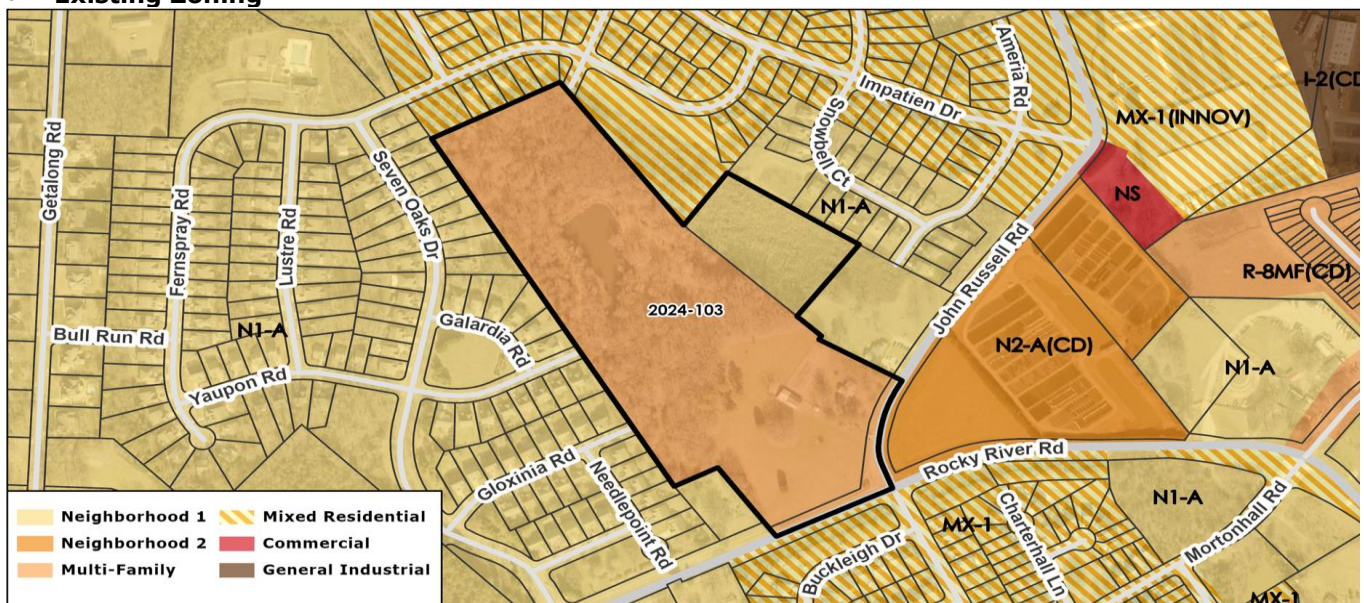 Existing Zoning
Getalong Rd
Fernspray Rd
Lustre Rd
Seven Oaks Dr
Bull Run Rd
N1-A
Yaupon Rd
Galardia Rd
Gloxinia Rd
Needlepoint Rd
2024-103
Snowbell Ct
Impatien Dr
Ameria Rd
N1-A
John Russell Rd
MX-1(INNOV)
I-2(CD
NS
R-8MF(CD)
N2-A(CD)
N1-A
Rocky River Rd
N1-A
MX-1
Buckleigh Dr
Charterhall Ln
Mortonhall Rd
MX-1
Neighborhood 1
Mixed Residential
Neighborhood 2
Commercial
Multi-Family
General Industrial